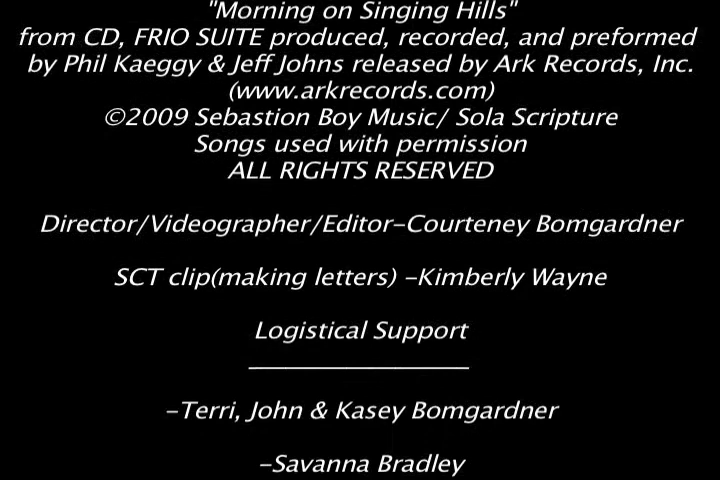 "Morning on Singing Hills"
from CD, FRIO SUITE produced, recorded, and preformed
by Phil Kaeggy & Jeff Johns released by Ark Records, Inc.
(www.arkrecords.com)
©2009 Sebastion Boy Music/ Sola Scripture
Songs used with permission
ALL RIGHTS RESERVED
Director/Videographer/Editor-Courteney Bomgardner
SCT clip(making letters) -Kimberly Wayne
Logistical Support
-Terri, John & Kasey Bomgardner
-Savanna Bradley